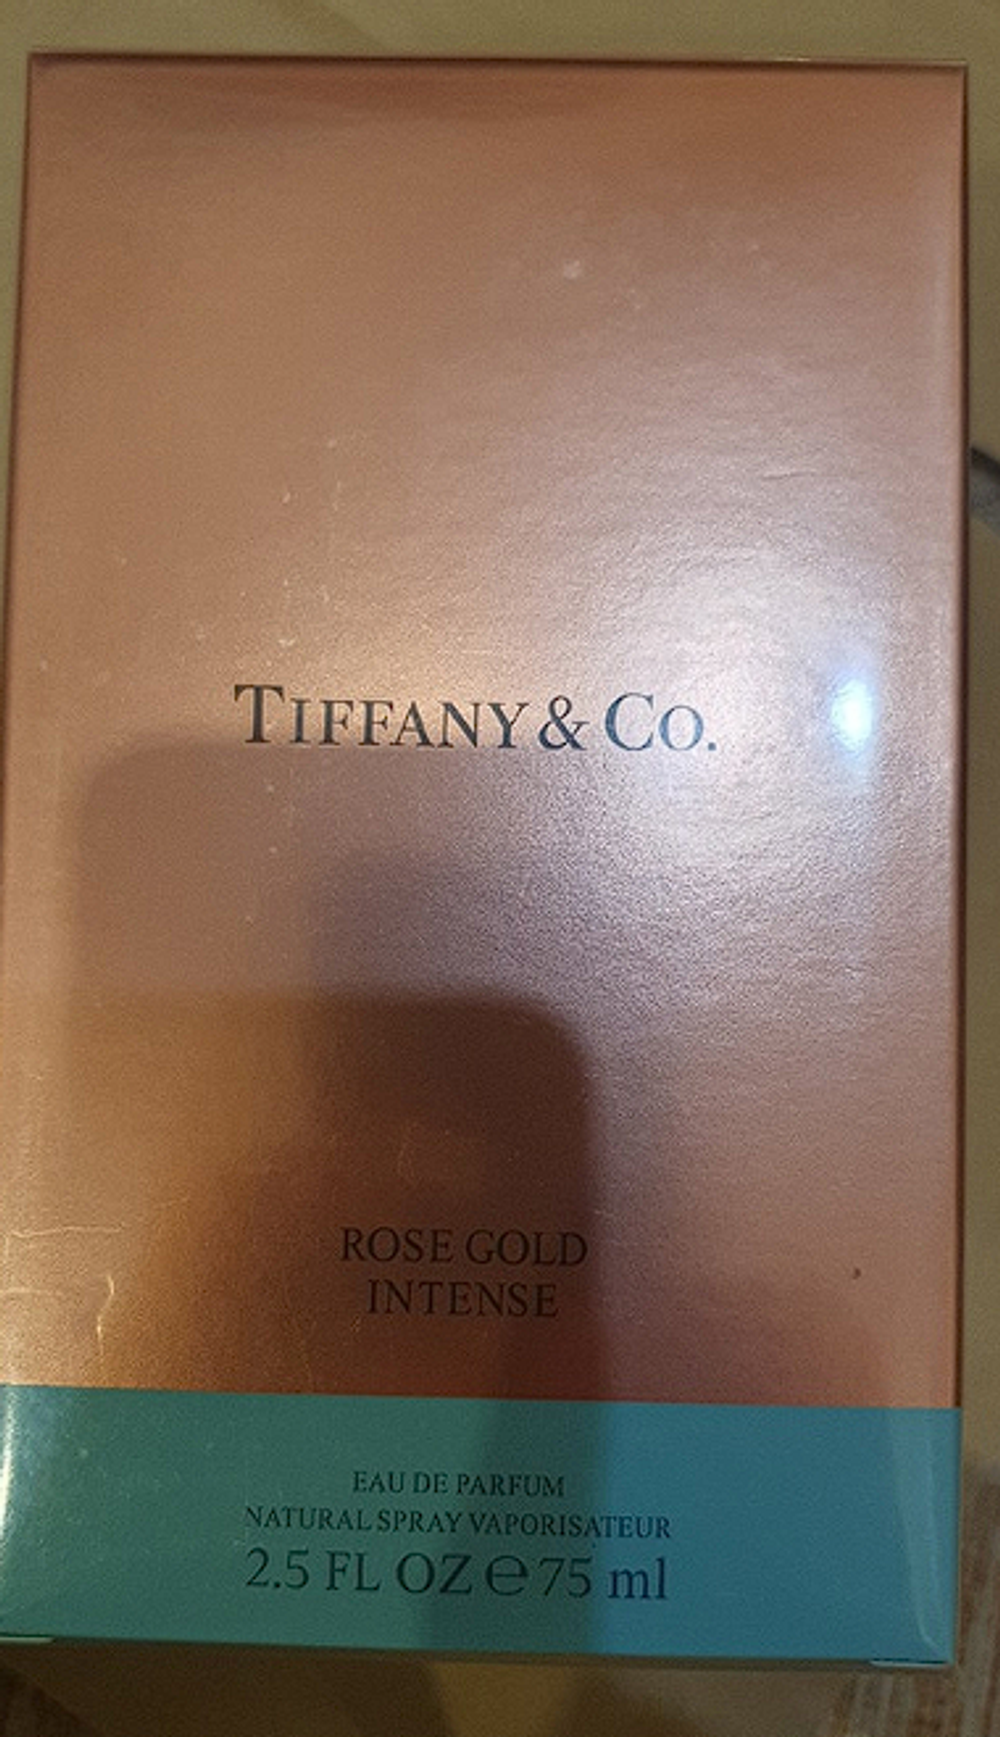 TIFFANY & CO.
ROSE GOLD
INTENSE
EAU DE PARFUM
NATURAL SPRAY VAPORISATEUR
2.5 FL OZ ℮ 75 ml